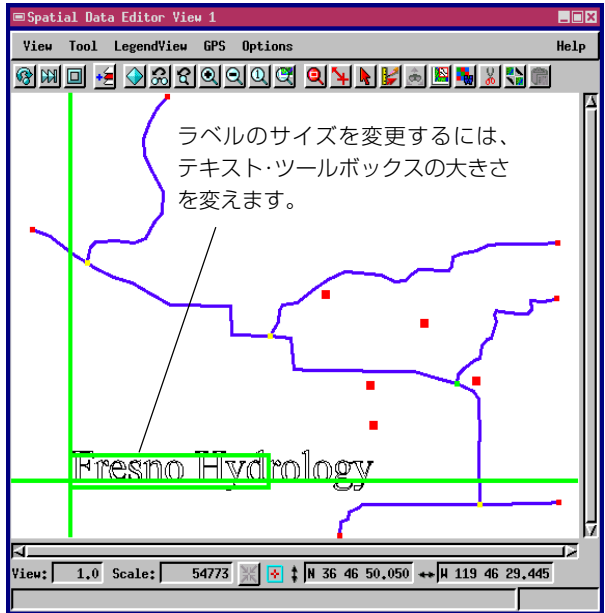 Spatial Data Editor View 1
View Tool LegendView GPS Options Help
ラベルのサイズを変更するには、
テキスト・ツールボックスの大きさ
を変えます。
Fresno Hydrology
View: 1.0 Scale: 54773 N 36 46 50.050 W 119 46 29.445